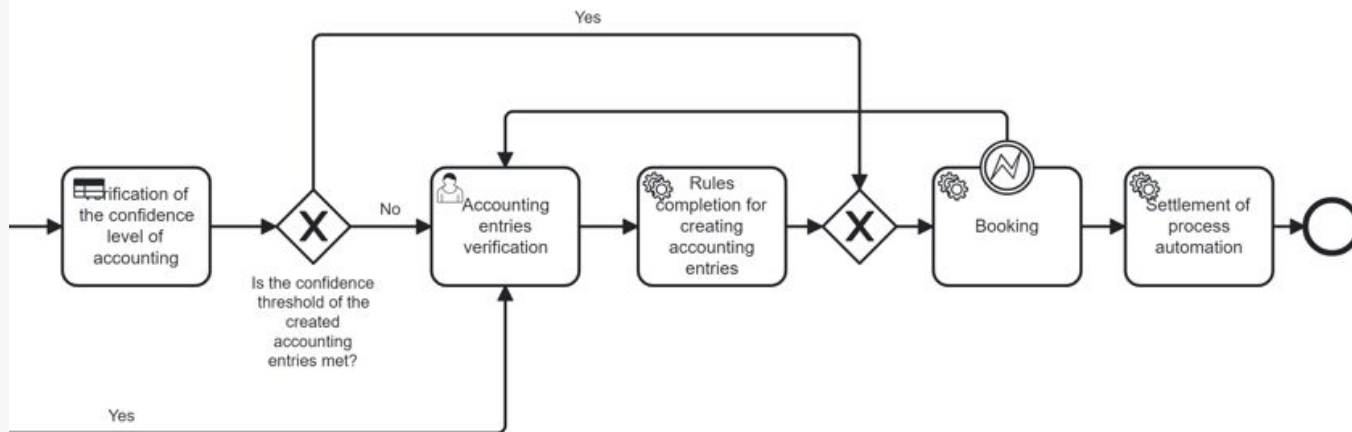 Yes
Verification of
the confidence
level of
accounting
No
Is the confidence
threshold of the
created
accounting
entries met?
Accounting
entries
verification
Rules
completion for
creating
accounting
entries
Booking
Settlement of
process
automation
Yes